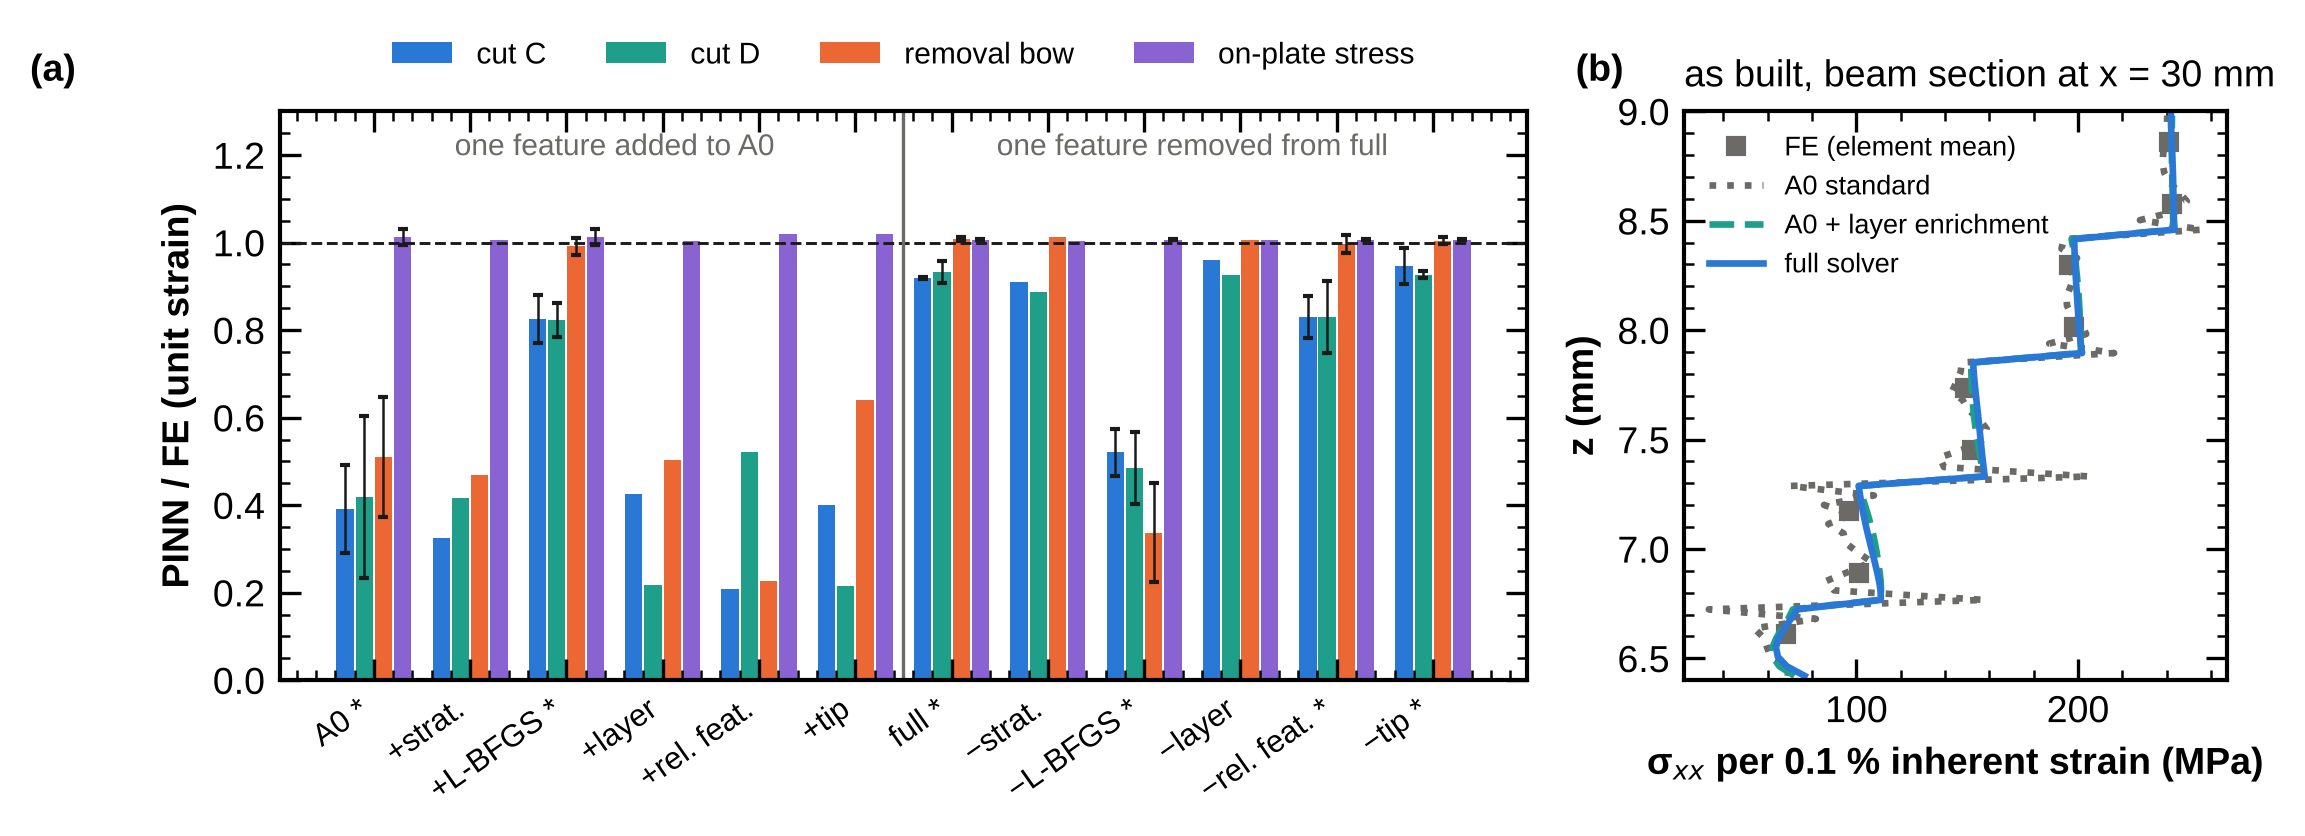 (a)
cut C
cut D
removal bow
on-plate stress
one feature added to A0
one feature removed from full
PINN / FE (unit strain)
1.2
1.0
0.8
0.6
0.4
0.2
0.0
A0 *
+strat.
+L-BFGS *
+layer
+rel. feat.
+tip
full *
−strat.
−L-BFGS *
−layer
−rel. feat. *
−tip *
(b)
as built, beam section at x = 30 mm
FE (element mean)
A0 standard
A0 + layer enrichment
full solver
z (mm)
9.0
8.5
8.0
7.5
7.0
6.5
100
200
σxx per 0.1 % inherent strain (MPa)